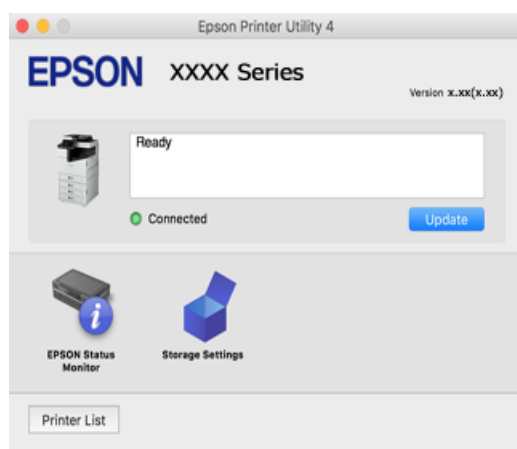 Epson Printer Utility 4
EPSON XXXX Series
Version x.xx(x.xx)
Ready
Connected
Update
EPSON Status
Monitor
Storage Settings
Printer List